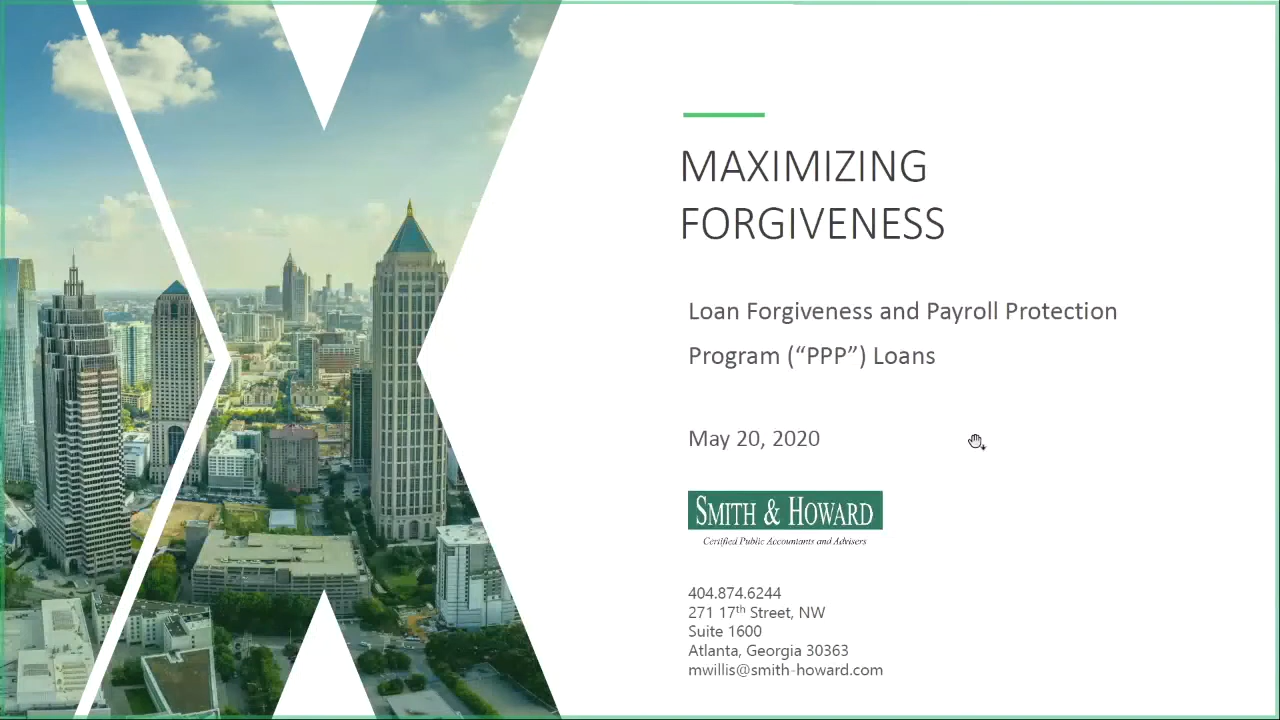 MAXIMIZING
FORGIVENESS
Loan Forgiveness and Payroll Protection
Program (“PPP”) Loans
May 20, 2020
SMITH & HOWARD
Certified Public Accountants and Advisers
404.874.6244
271 17th Street, NW
Suite 1600
Atlanta, Georgia 30363
mwillis@smith-howard.com